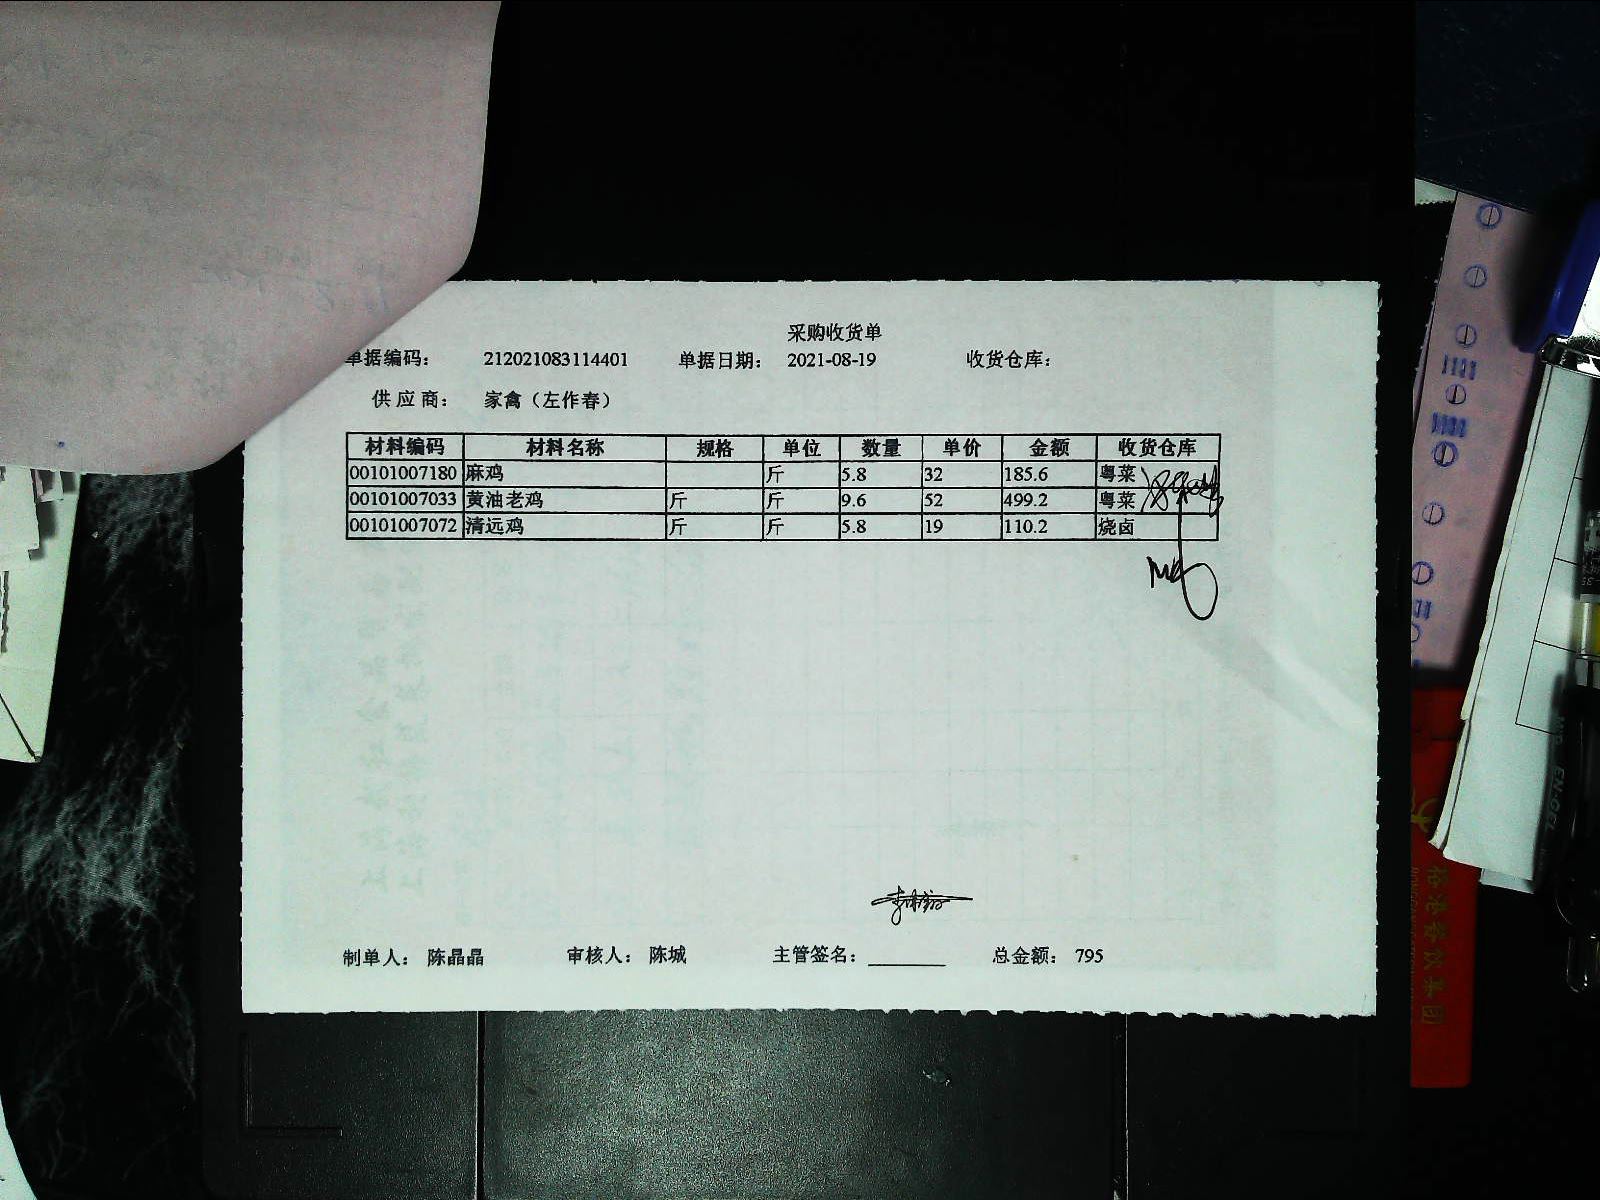 采购收货单
单据编码： 212021083114401 单据日期： 2021-08-19 收货仓库：
供应商： 家禽（左作春）
材料编码 材料名称 规格 单位 数量 单价 金额 收货仓库
00101007180 麻鸡 斤 5.8 32 185.6 粤菜
00101007033 黄油老鸡 斤 斤 9.6 52 499.2 粤菜
00101007072 清远鸡 斤 斤 5.8 19 110.2 烧卤
制单人： 陈晶晶 审核人： 陈城 主管签名： 总金额： 795